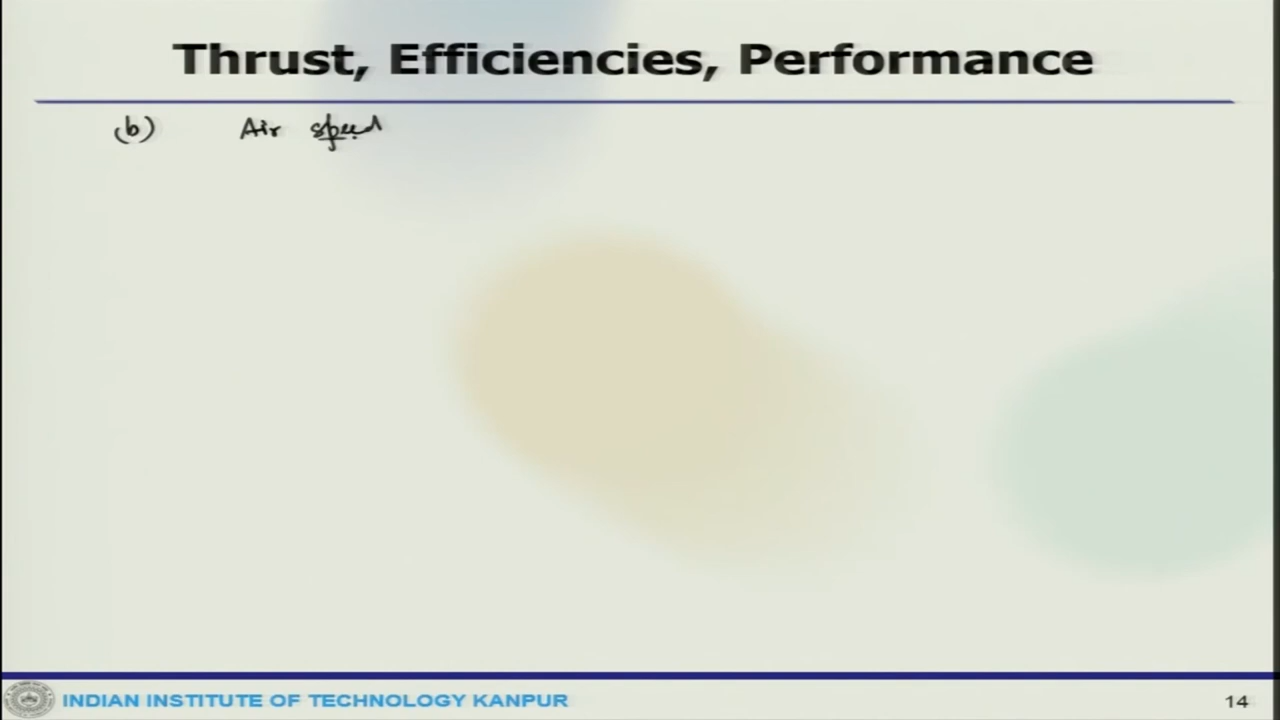 Thrust, Efficiencies, Performance
(b) Air speed
INDIAN INSTITUTE OF TECHNOLOGY KANPUR
14